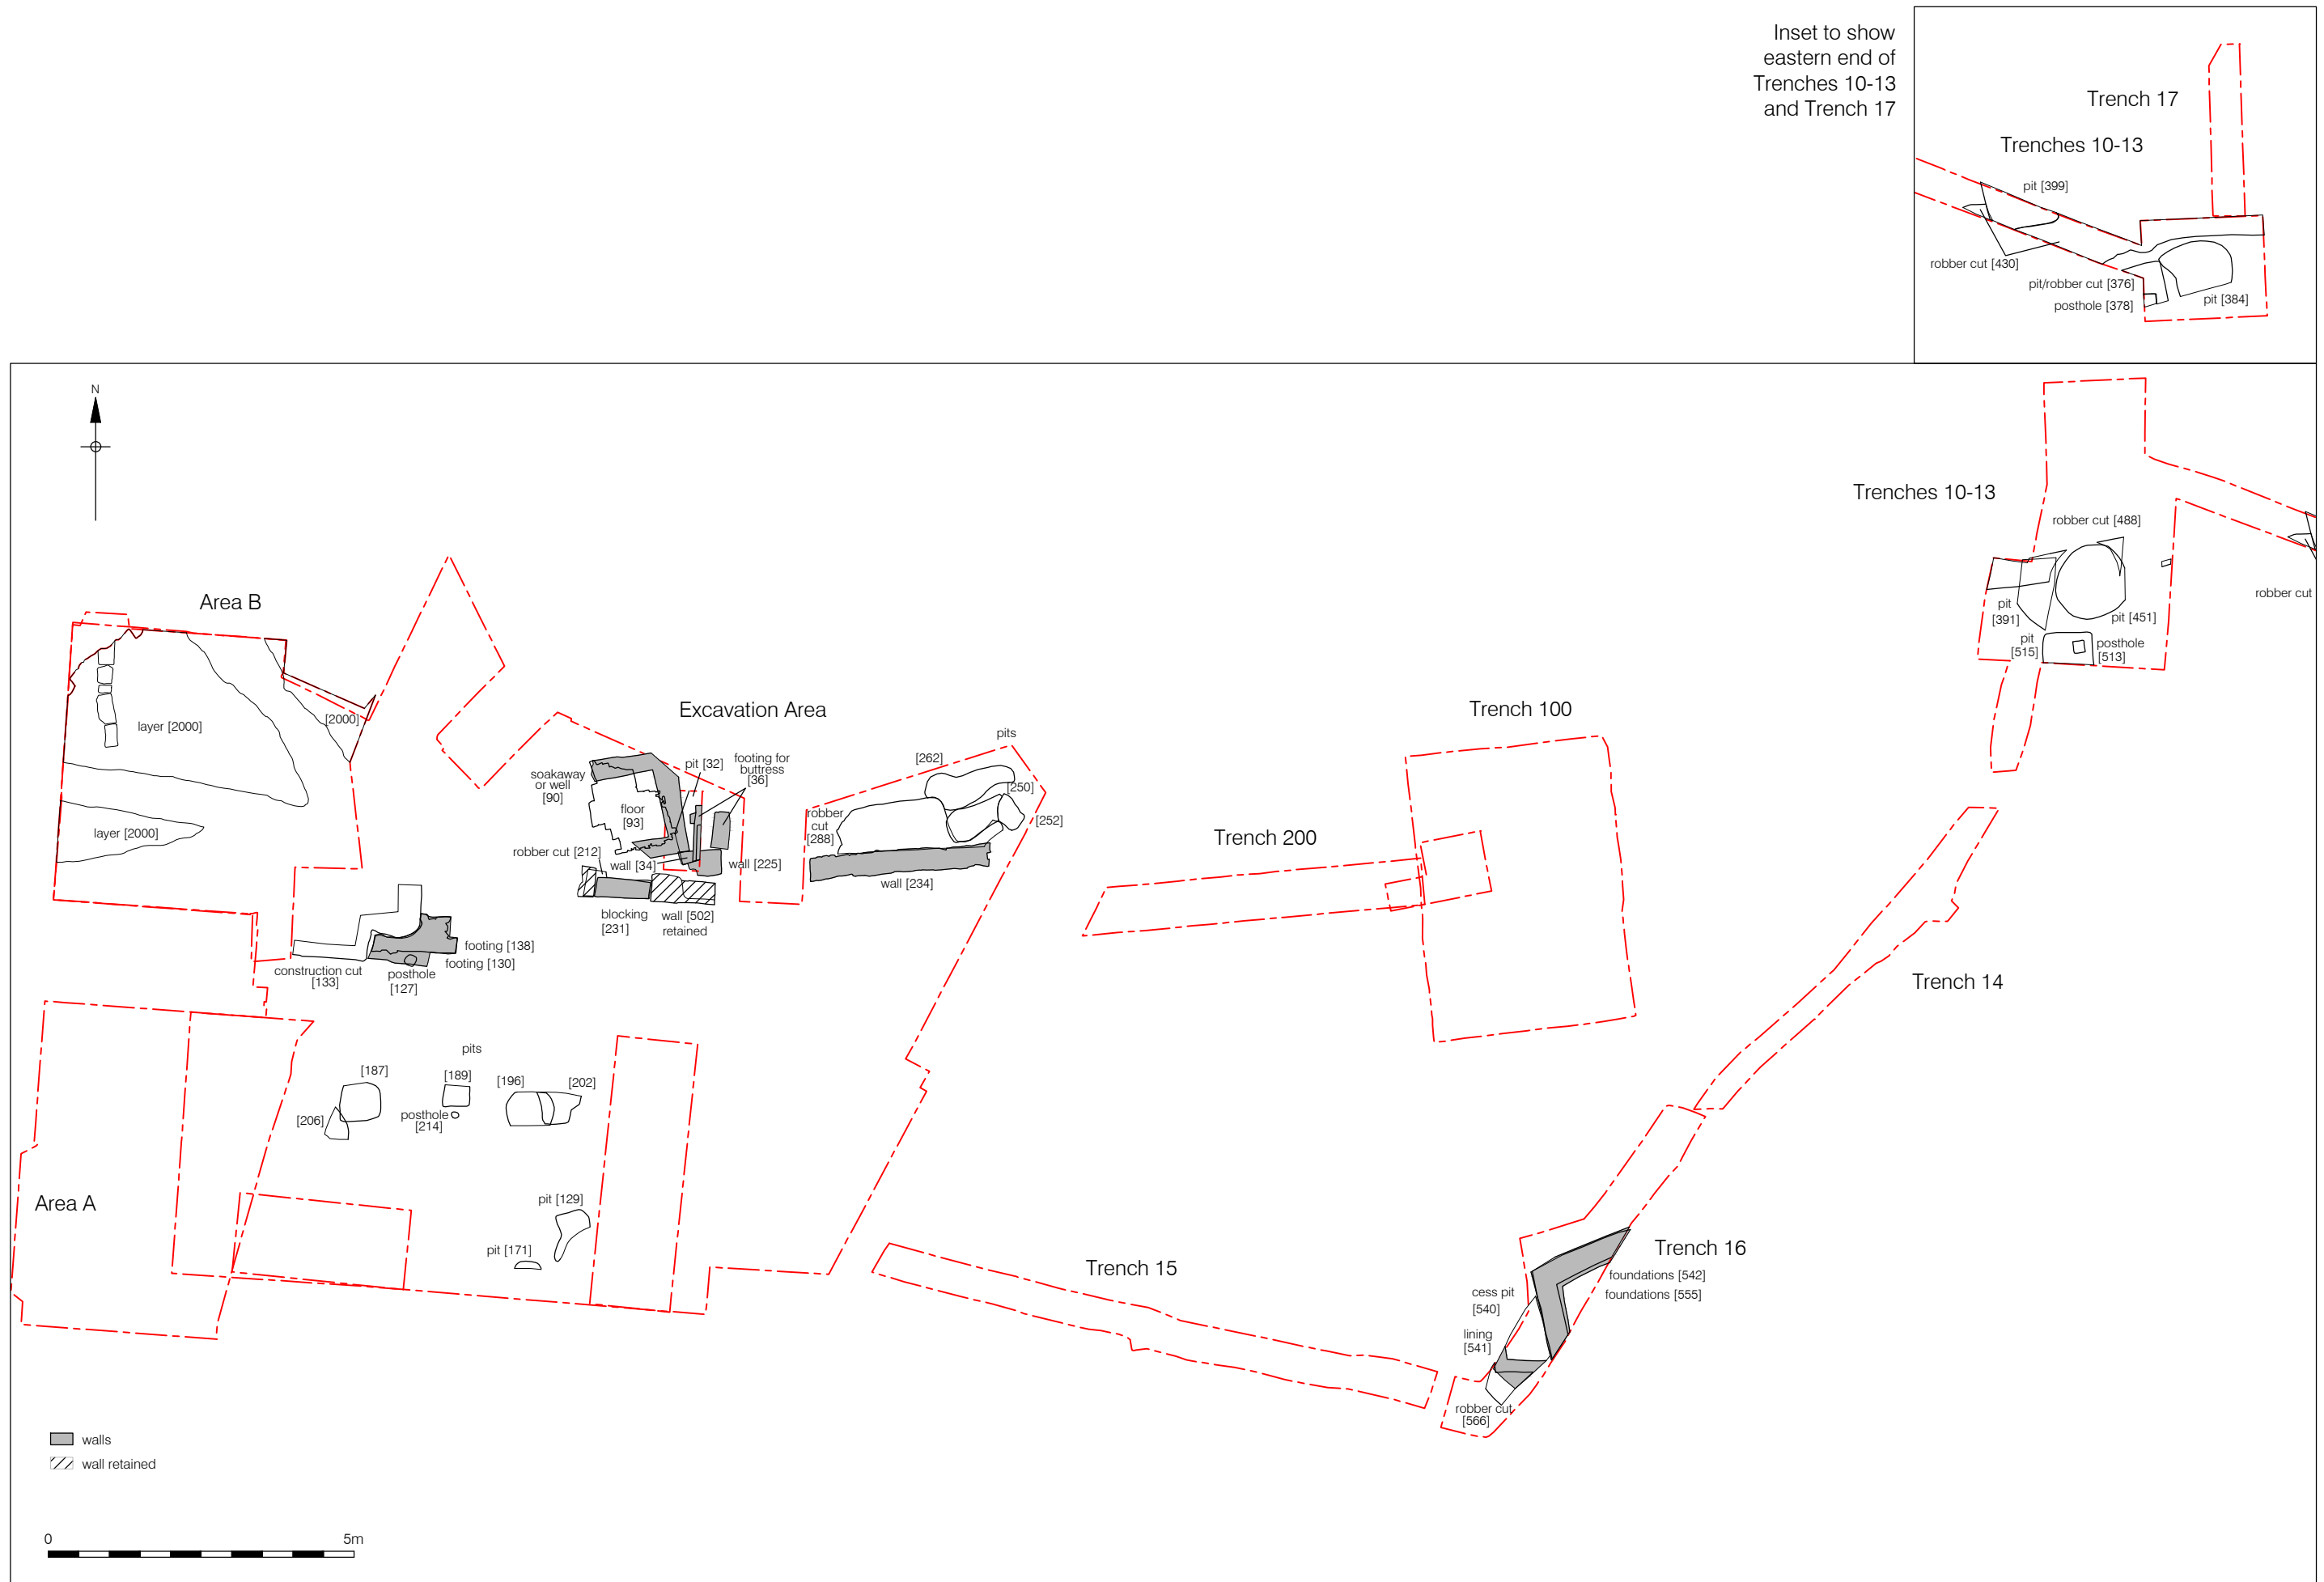 Inset to show
eastern end of
Trenches 10-13
and Trench 17
Trench 17
Trenches 10-13
pit [399]
robber cut [430]
pit/robber cut [376]
posthole [378]
pit [384]
N
Trenches 10-13
robber cut [488]
robber cut
pit
[391]
pit [451]
pit
[515]
posthole
[513]
Area B
layer [2000]
[2000]
layer [2000]
Excavation Area
pits
[262]
[250]
[252]
robber
cut
[288]
wall [234]
soakaway
or well
[90]
pit [32]
footing for
buttress
[36]
floor
[93]
robber cut [212]
wall [34]
wall [225]
blocking
[231]
wall [502]
retained
Trench 100
Trench 200
footing [138]
footing [130]
construction cut
[133]
posthole
[127]
Trench 14
pits
[187]
[189]
[196]
[202]
[206]
posthole
[214]
Area A
pit [129]
pit [171]
Trench 15
Trench 16
foundations [542]
foundations [555]
cess pit
[540]
lining
[541]
robber cut
[566]
walls
wall retained
0
5m